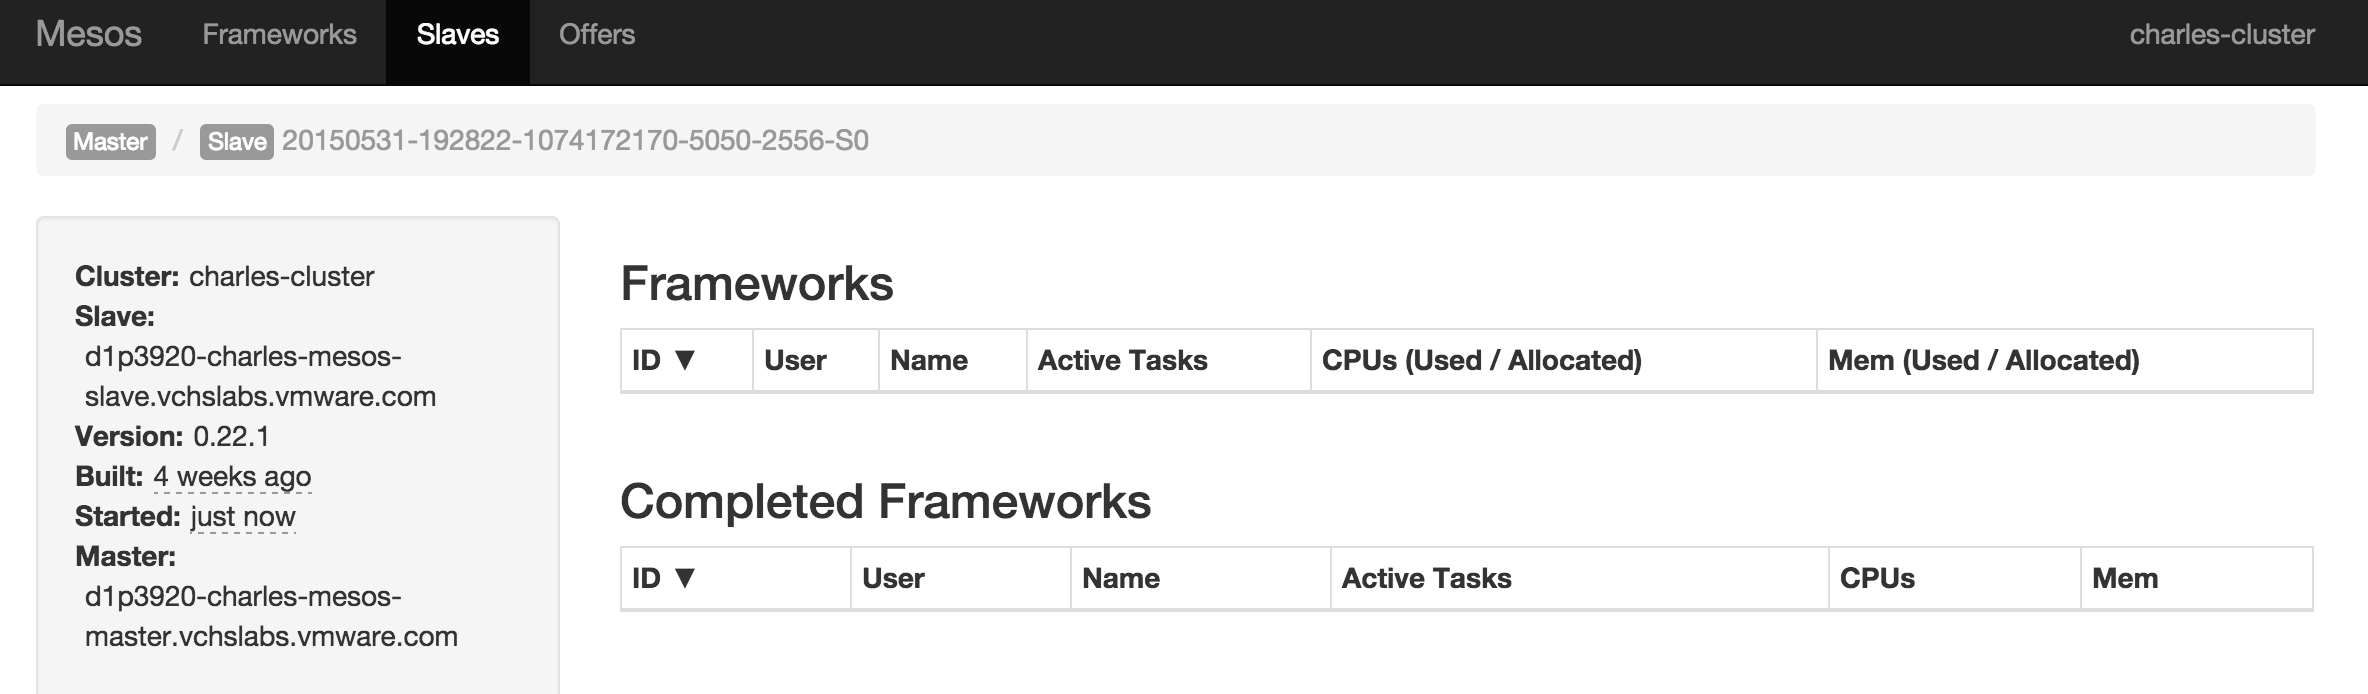 Mesos Frameworks Slaves Offers charles-cluster
Master / Slave 20150531-192822-1074172170-5050-2556-S0
Cluster: charles-cluster
Slave:
d1p3920-charles-mesos-
slave.vchslabs.vmware.com
Version: 0.22.1
Built: 4 weeks ago
Started: just now
Master:
d1p3920-charles-mesos-
master.vchslabs.vmware.com
Frameworks
ID ▼ User Name Active Tasks CPUs (Used / Allocated) Mem (Used / Allocated)
Completed Frameworks
ID ▼ User Name Active Tasks CPUs Mem